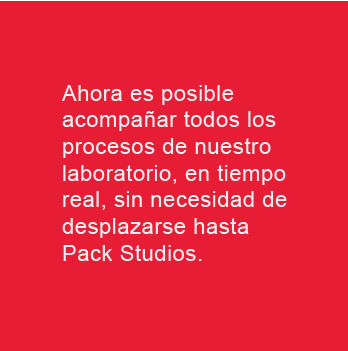 Ahora es posible
acompañar todos los
procesos de nuestro
laboratorio, en tiempo
real, sin necesidad de
desplazarse hasta
Pack Studios.